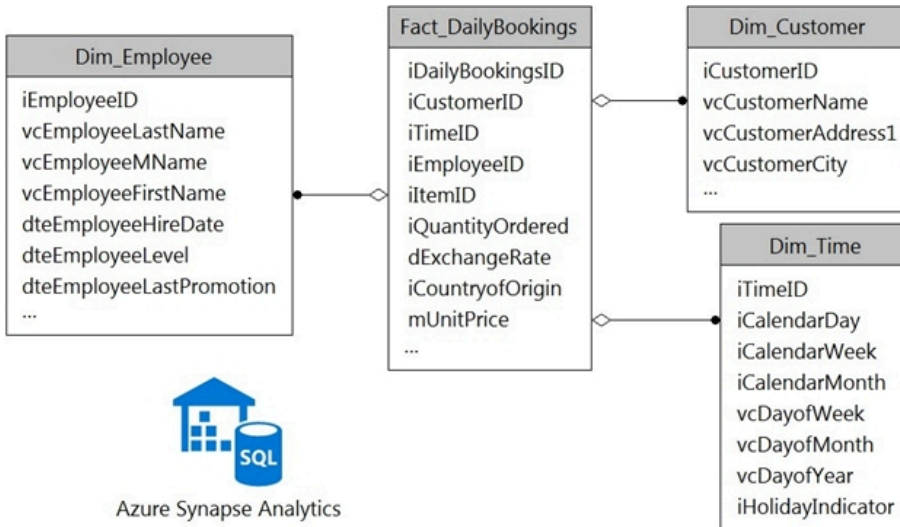 Dim_Employee
iEmployeeID
vcEmployeeLastName
vcEmployeeMName
vcEmployeeFirstName
dteEmployeeHireDate
dteEmployeeLevel
dteEmployeeLastPromotion
...
Fact_DailyBookings
iDailyBookingsID
iCustomerID
iTimeID
iEmployeeID
iItemID
iQuantityOrdered
dExchangeRate
iCountryofOrigin
mUnitPrice
...
Dim_Customer
iCustomerID
vcCustomerName
vcCustomerAddress1
vcCustomerCity
...
Dim_Time
iTimeID
iCalendarDay
iCalendarWeek
iCalendarMonth
vcDayofWeek
vcDayofMonth
vcDayofYear
iHolidayIndicator
SQL
Azure Synapse Analytics